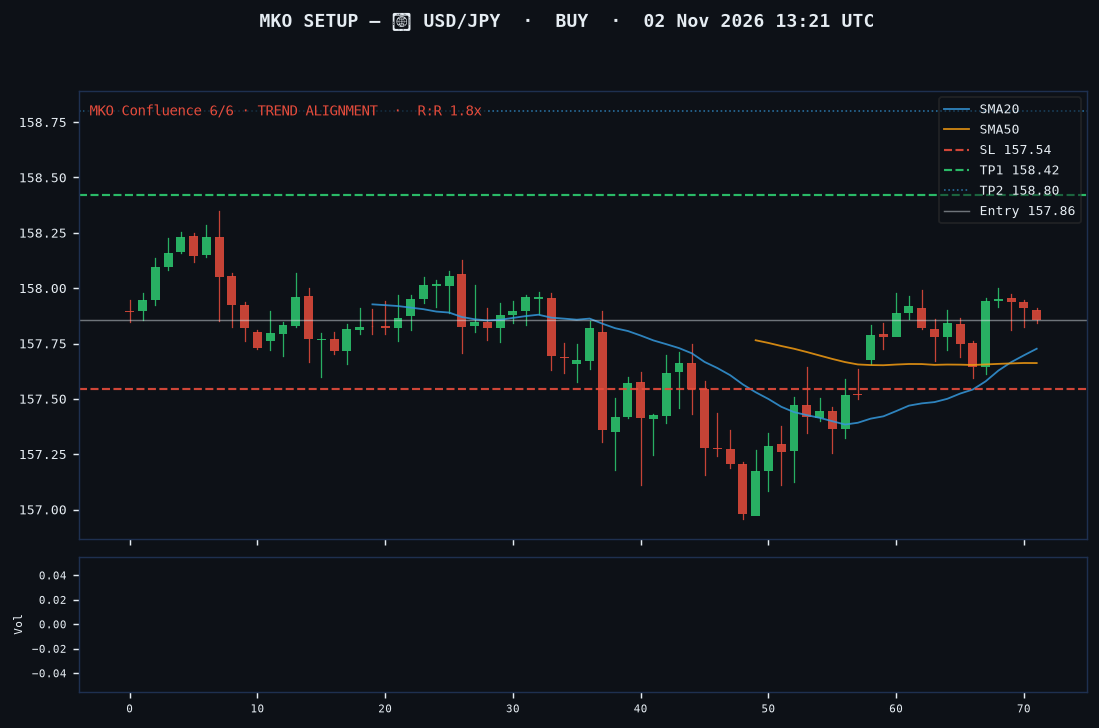 MKO SETUP — USD/JPY · BUY · 02 Nov 2026 13:21 UTC
MKO Confluence 6/6 · TREND ALIGNMENT · R:R 1.8x
SMA20
SMA50
SL 157.54
TP1 158.42
TP2 158.80
Entry 157.86
158.75
158.50
158.25
158.00
157.75
157.50
157.25
157.00
Vol
0.04
0.02
0.00
−0.02
−0.04
0 10 20 30 40 50 60 70